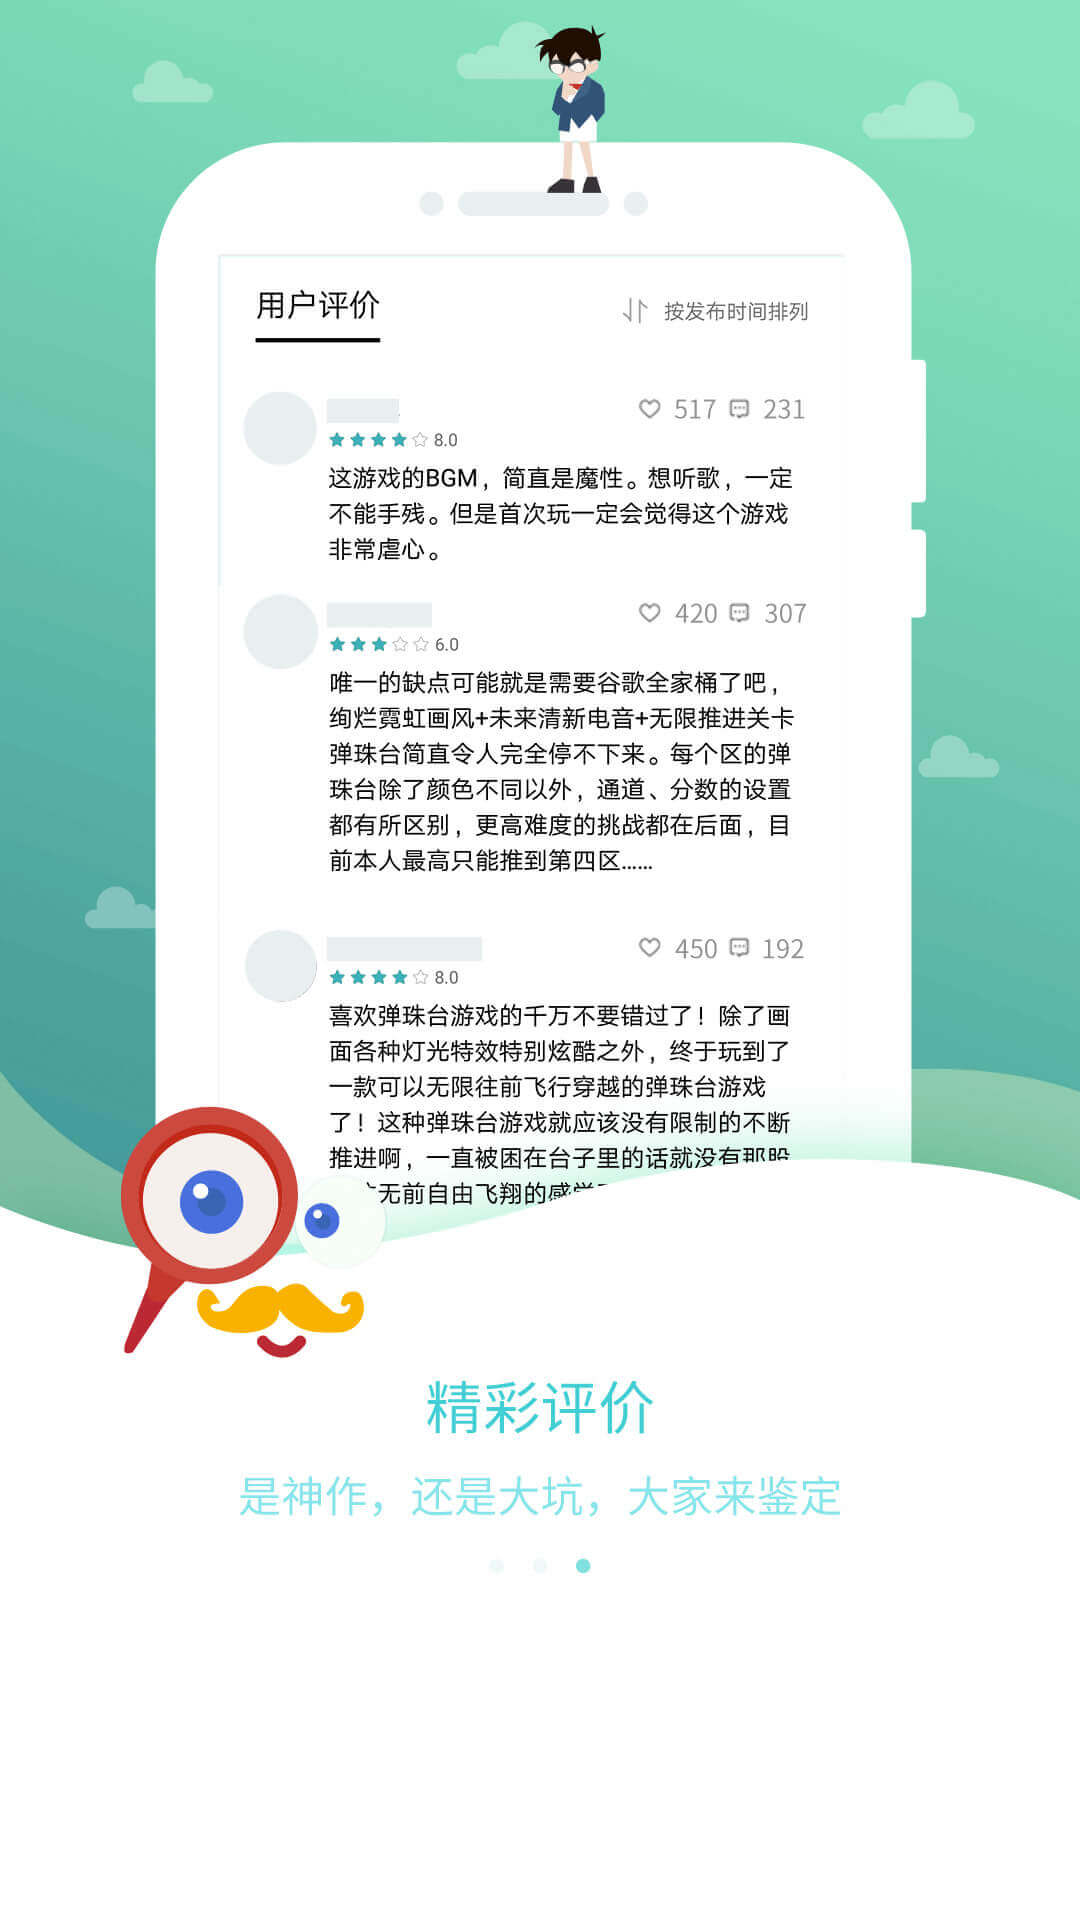 用户评价
按发布时间排列
517 231
8.0
这游戏的BGM，简直是魔性。想听歌，一定
不能手残。但是首次玩一定会觉得这个游戏
非常虐心。
420 307
6.0
唯一的缺点可能就是需要谷歌全家桶了吧，
绚烂霓虹画风+未来清新电音+无限推进关卡
弹珠台简直令人完全停不下来。每个区的弹
珠台除了颜色不同以外，通道、分数的设置
都有所区别，更高难度的挑战都在后面，目
前本人最高只能推到第四区……
450 192
8.0
喜欢弹珠台游戏的千万不要错过了！除了画
面各种灯光特效特别炫酷之外，终于玩到了
一款可以无限往前飞行穿越的弹珠台游戏
了！这种弹珠台游戏就应该没有限制的不断
推进啊，一直被困在台子里的话就没有那股
无前自由飞翔的感觉
精彩评价
是神作，还是大坑，大家来鉴定